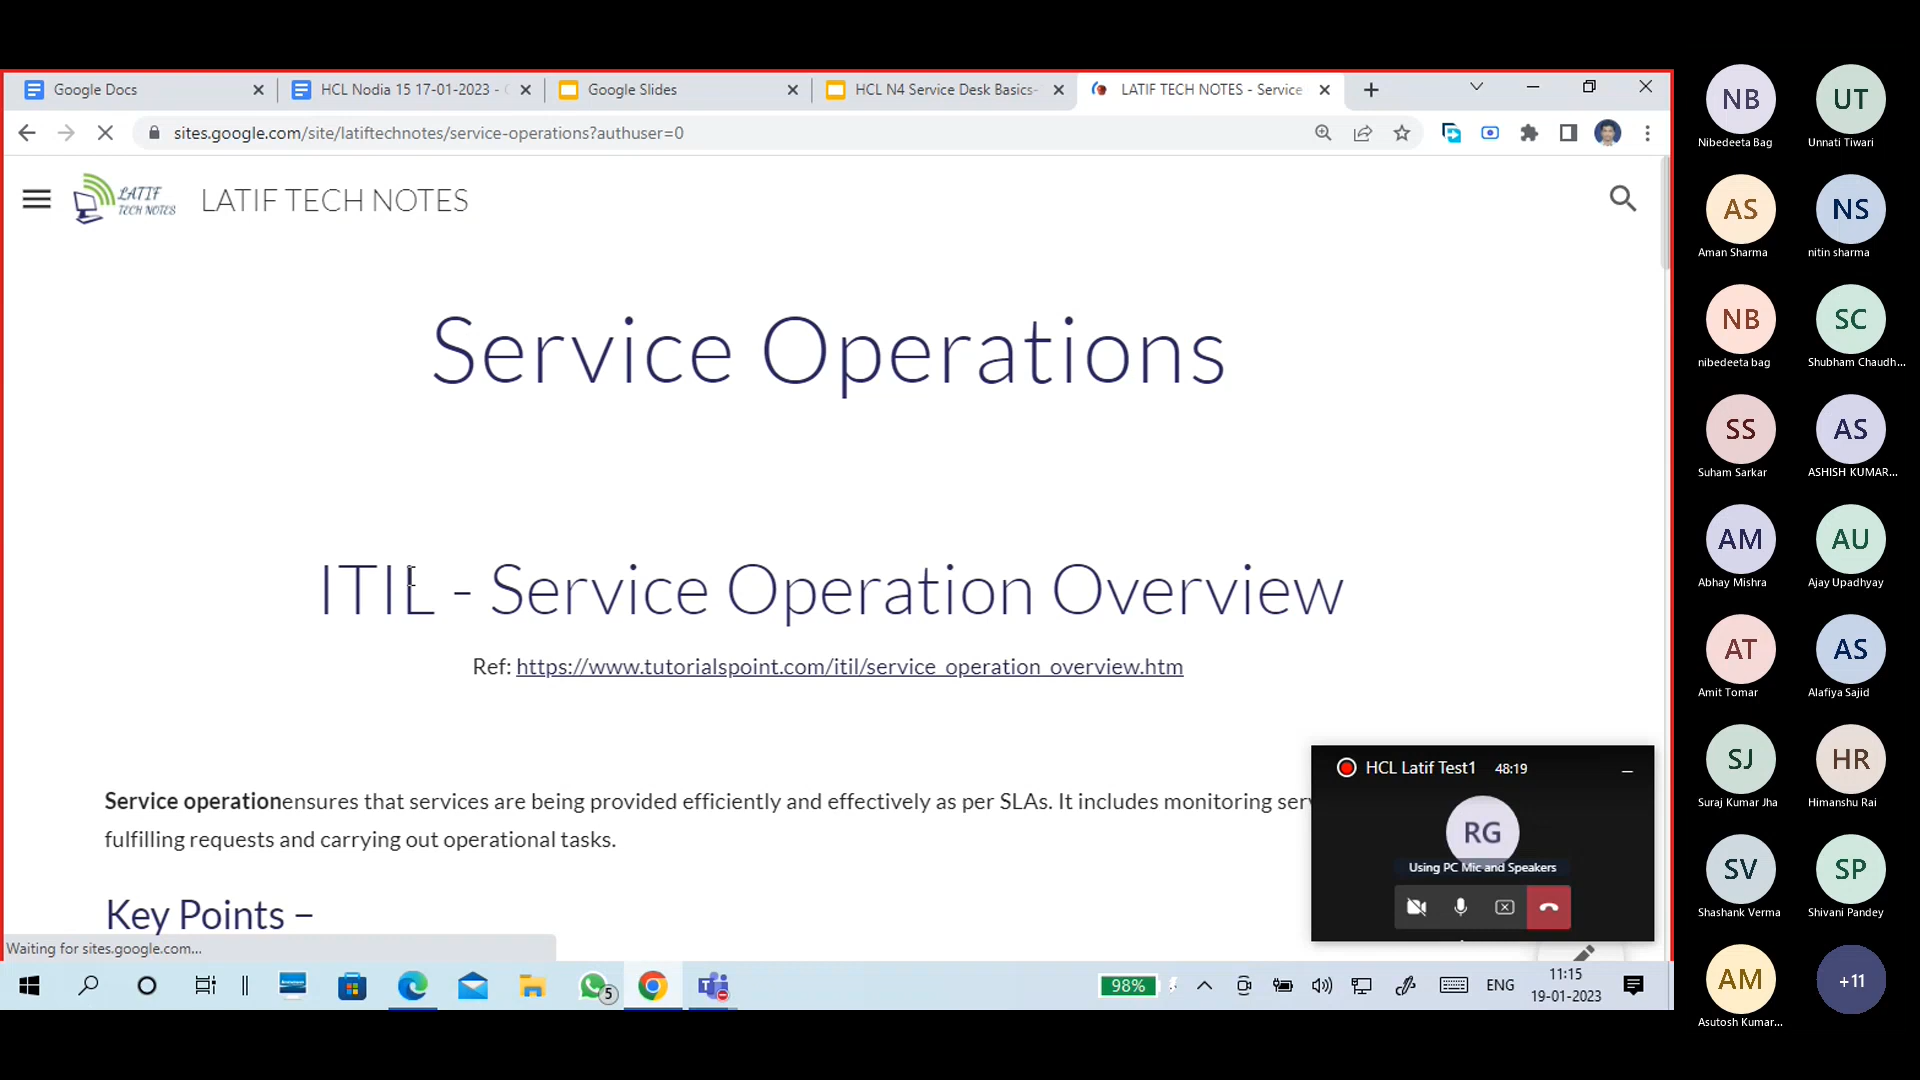 Google Docs
HCL Nodia 15 17-01-2023 -
Google Slides
HCL N4 Service Desk Basics-
LATIF TECH NOTES - Service
sites.google.com/site/latiftechnotes/service-operations?authuser=0
LATIF
TECH NOTES
LATIF TECH NOTES
Service Operations
ITIL - Service Operation Overview
Ref: https://www.tutorialspoint.com/itil/service_operation_overview.htm
Service operationensures that services are being provided efficiently and effectively as per SLAs. It includes monitoring
fulfilling requests and carrying out operational tasks.
Key Points –
Waiting for sites.google.com...
HCL Latif Test1 48:19
RG
Using PC Mic and Speakers
5
98%
ENG
11:15
19-01-2023
NB UT
Nibedeeta Bag Unnati Tiwari
AS NS
Aman Sharma nitin sharma
NB SC
nibedeeta bag Shubham Chaudh...
SS AS
Suham Sarkar ASHISH KUMAR...
AM AU
Abhay Mishra Ajay Upadhyay
AT AS
Amit Tomar Alafiya Sajid
SJ HR
Suraj Kumar Jha Himanshu Rai
SV SP
Shashank Verma Shivani Pandey
AM +11
Asutosh Kumar...